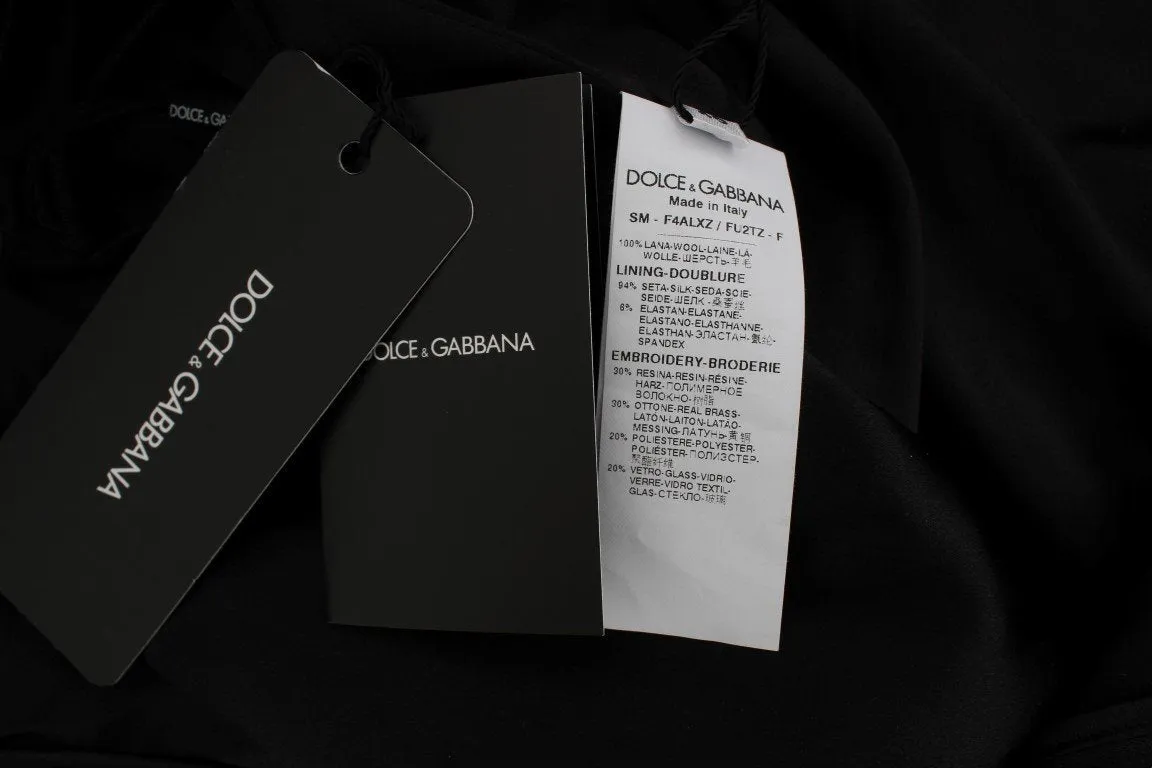 DOLCE & GA
DOLCE & GABBANA
DOLCE & GABBANA
DOLCE & GABBANA
Made in Italy
SM - F4ALXZ / FU2TZ - F
100% LANA-WOOL-LAINE-LÃ-
WOLLE-ШЕРСТЬ-羊毛
LINING-DOUBLURE
94% SETA-SILK-SEDA-SOIE-
SEIDE-ШЕЛК-桑蚕丝
6% ELASTAN-ELASTANE-
ELASTANO-ELASTHANNE-
ELASTHAN-ЭЛАСТАН-氨纶-
SPANDEX
EMBROIDERY-BRODERIE
30% RESINA-RESIN-RÉSINE-
HARZ-ПОЛИМЕРНОЕ
ВОЛОКНО-树脂
30% OTTONE-REAL BRASS-
LATÓN-LAITON-LATAO-
MESSING-ЛАТУНЬ-黄铜
20% POLIESTERE-POLYESTER-
POLIÉSTER-ПОЛИЭСТЕР-
聚酯纤维
20% VETRO-GLASS-VIDRIO-
VERRE-VIDRO TEXTIL-
GLAS-СТЕКЛО-玻璃